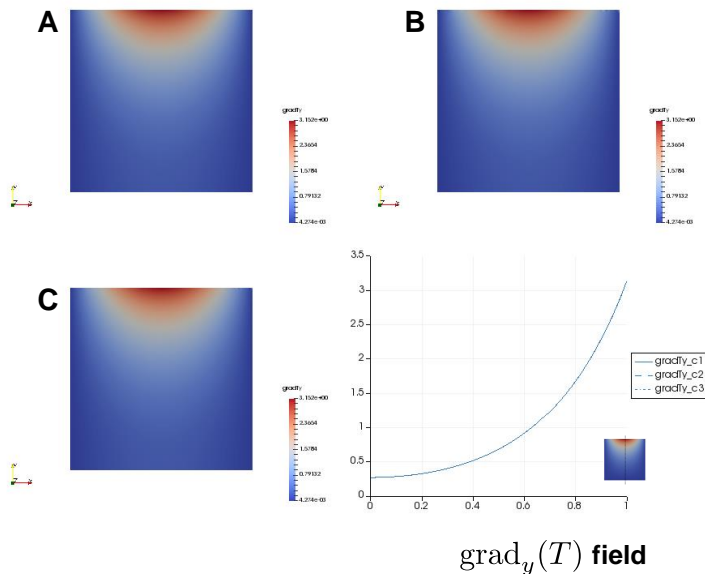 A
B
gradTy
3.152e+00
2.3654
1.5784
0.79132
4.274e-03
gradTy
3.152e+00
2.3654
1.5784
0.79132
4.274e-03
C
gradTy
3.152e+00
2.3654
1.5784
0.79132
4.274e-03
3.5
3
2.5
2
1.5
1
0.5
0
0 0.2 0.4 0.6 0.8 1
gradTy_c1
gradTy_c2
gradTy_c3
grad_y(T) field